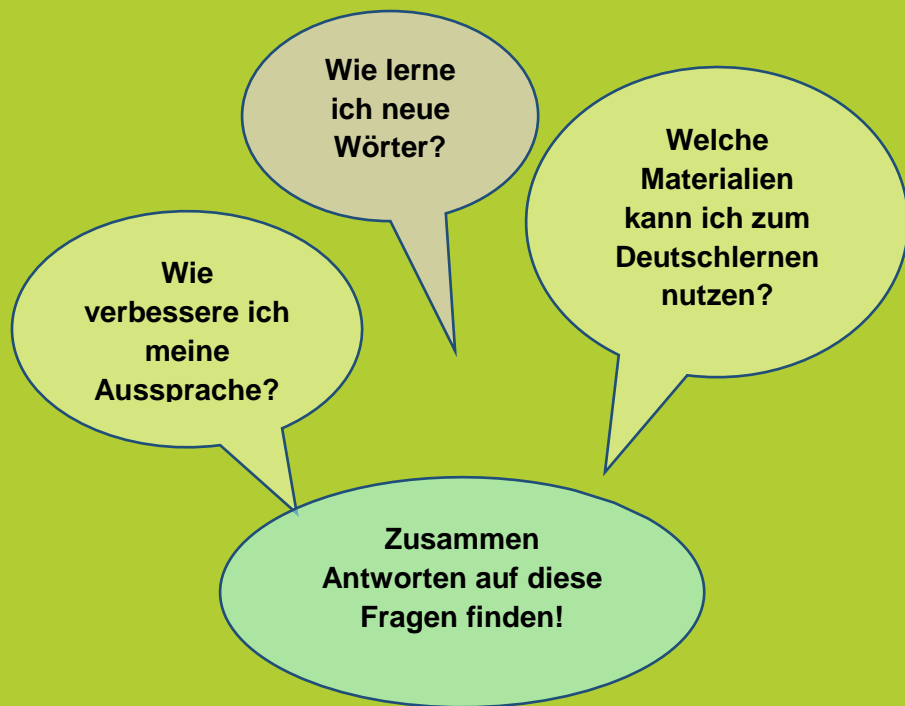 Wie lerne
ich neue
Wörter?
Welche
Materialien
kann ich zum
Deutschlernen
nutzen?
Wie
verbessere ich
meine
Aussprache?
Zusammen
Antworten auf diese
Fragen finden!